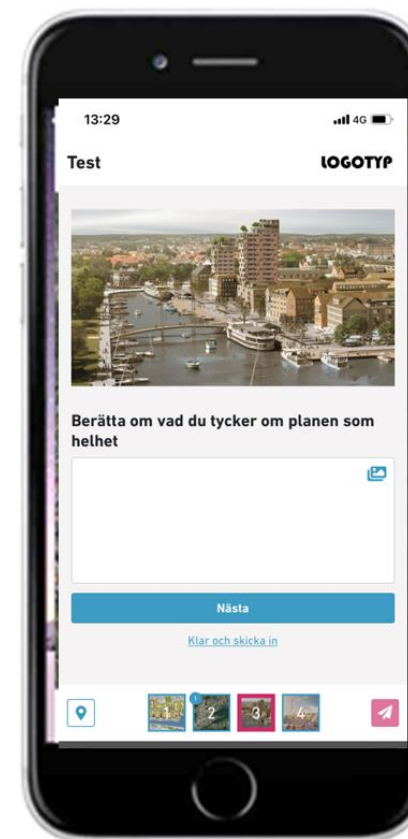 13:29
4G
Test
LOGOTYP
Berätta om vad du tycker om planen som
helhet
Nästa
Klar och skicka in
1
1
2
3
4